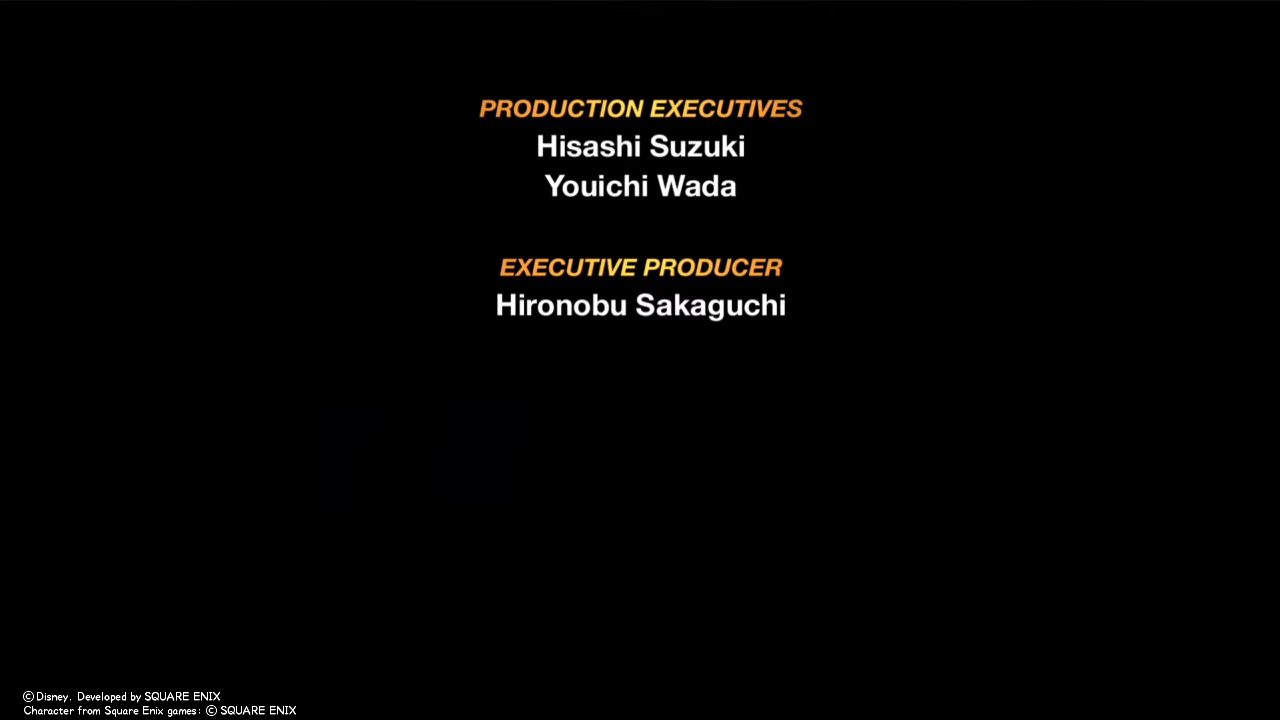 PRODUCTION EXECUTIVES
Hisashi Suzuki
Youichi Wada
EXECUTIVE PRODUCER
Hironobu Sakaguchi
©Disney. Developed by SQUARE ENIX
Character from Square Enix games: © SQUARE ENIX